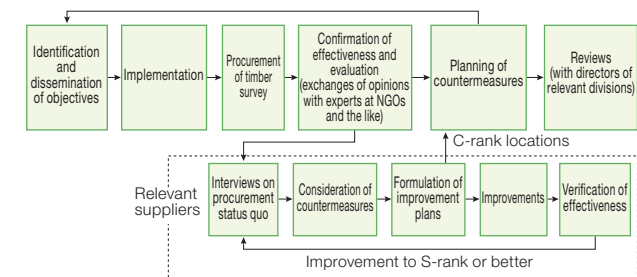 Identification
and
dissemination
of objectives
Implementation
Procurement
of timber
survey
Confirmation of
effectiveness and
evaluation
(exchanges of opinions
with experts at NGOs
and the like)
Planning of
countermeasures
Reviews
(with directors of
relevant divisions)
C-rank locations
Relevant
suppliers
Interviews on
procurement
status quo
Consideration of
countermeasures
Formulation of
improvement
plans
Improvements
Verification of
effectiveness
Improvement to S-rank or better